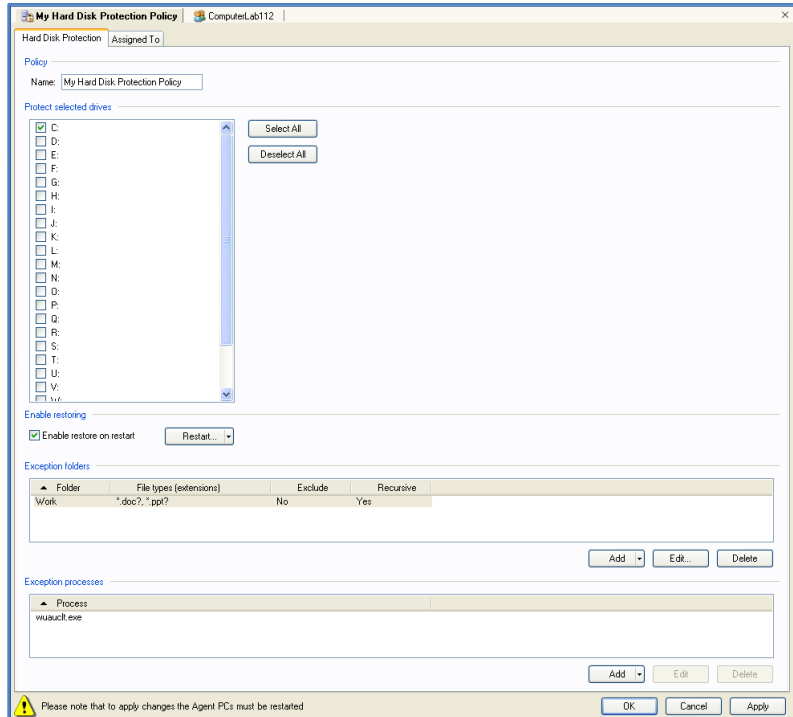 My Hard Disk Protection Policy ComputerLab112
Hard Disk Protection Assigned To
Policy
Name: My Hard Disk Protection Policy
Protect selected drives
C:
D:
E:
F:
G:
H:
I:
J:
K:
L:
M:
N:
O:
P:
Q:
R:
S:
T:
U:
V:
W:
Select All
Deselect All
Enable restoring
Enable restore on restart Restart...
Exception folders
Folder File types (extensions) Exclude Recursive
Work *.doc?, *.ppt? No Yes
Add Edit... Delete
Exception processes
Process
wuauclt.exe
Add Edit Delete
Please note that to apply changes the Agent PCs must be restarted OK Cancel Apply